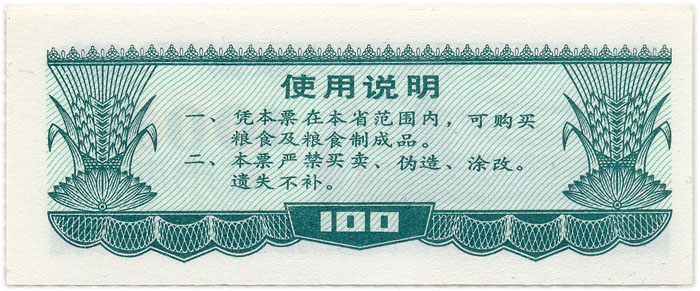 使用说明
一、凭本票在本省范围内，可购买
粮食及粮食制成品。
二、本票严禁买卖、伪造、涂改。
遗失不补。
100